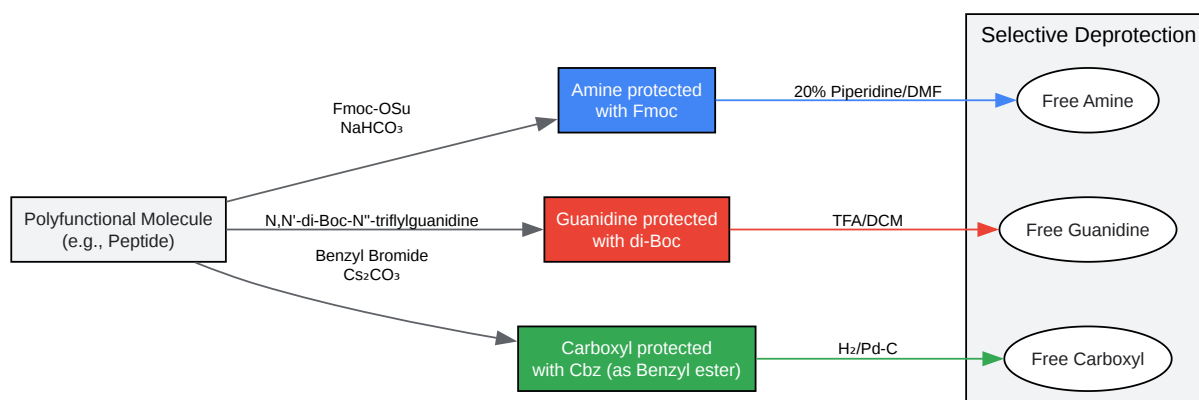 Selective Deprotection
Fmoc-OSu
NaHCO₃
Amine protected
with Fmoc
20% Piperidine/DMF
Free Amine
Polyfunctional Molecule
(e.g., Peptide)
N,N'-di-Boc-N"-triflylguanidine
Guanidine protected
with di-Boc
TFA/DCM
Free Guanidine
Benzyl Bromide
Cs₂CO₃
Carboxyl protected
with Cbz (as Benzyl ester)
H₂/Pd-C
Free Carboxyl